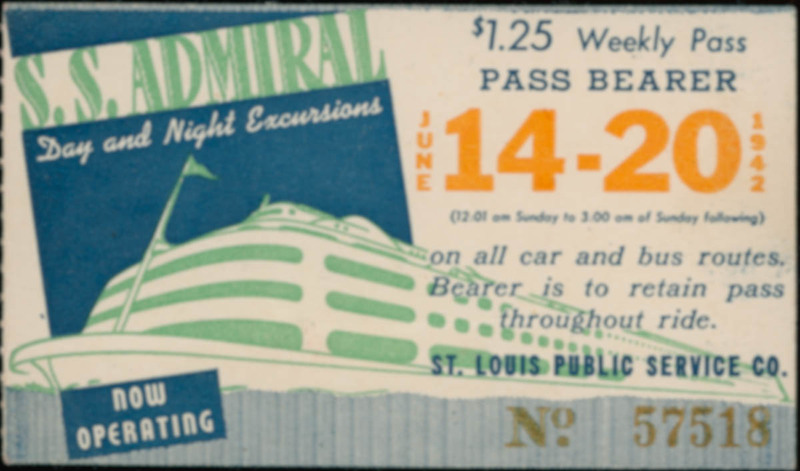 S.S. ADMIRAL
Day and Night Excursions
NOW
OPERATING
$1.25 Weekly Pass
PASS BEARER
JUNE 14-20 1942
(12:01 am Sunday to 3:00 am of Sunday following)
on all car and bus routes.
Bearer is to retain pass
throughout ride.
ST. LOUIS PUBLIC SERVICE CO.
No 57518